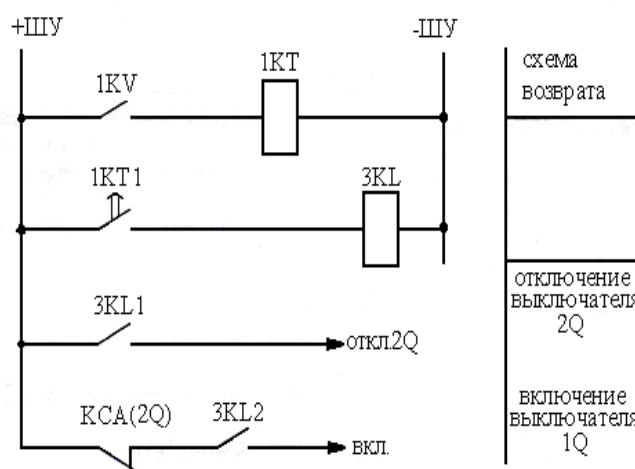 +ШУ
-ШУ
1KV
1KT
схема
возврата
1KT1
3KL
отключение
выключателя
2Q
3KL1
откл.2Q
KCA(2Q)
3KL2
вкл.
включение
выключателя
1Q